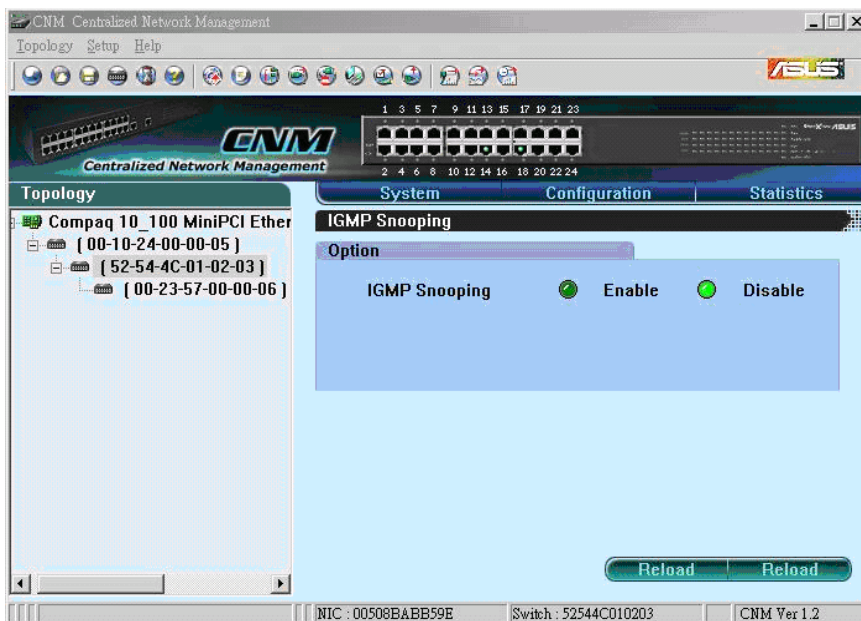 CNM Centralized Network Management
Topology Setup Help
ASUS
1 3 5 7 9 11 13 15 17 19 21 23
CNM
Centralized Network Management
2 4 6 8 10 12 14 16 18 20 22 24
Topology
System Configuration Statistics
Compaq 10_100 MiniPCI Ether
( 00-10-24-00-00-05 )
( 52-54-4C-01-02-03 )
( 00-23-57-00-00-06 )
IGMP Snooping
Option
IGMP Snooping Enable Disable
Reload Reload
NIC : 00508BABB59E Switch : 52544C010203 CNM Ver 1.2